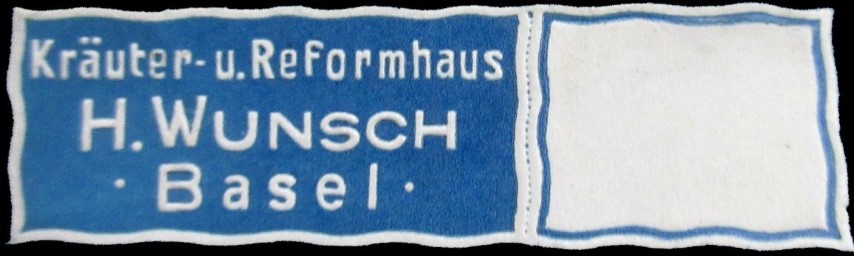 Kräuter- u. Reformhaus
H. WUNSCH
· Basel ·